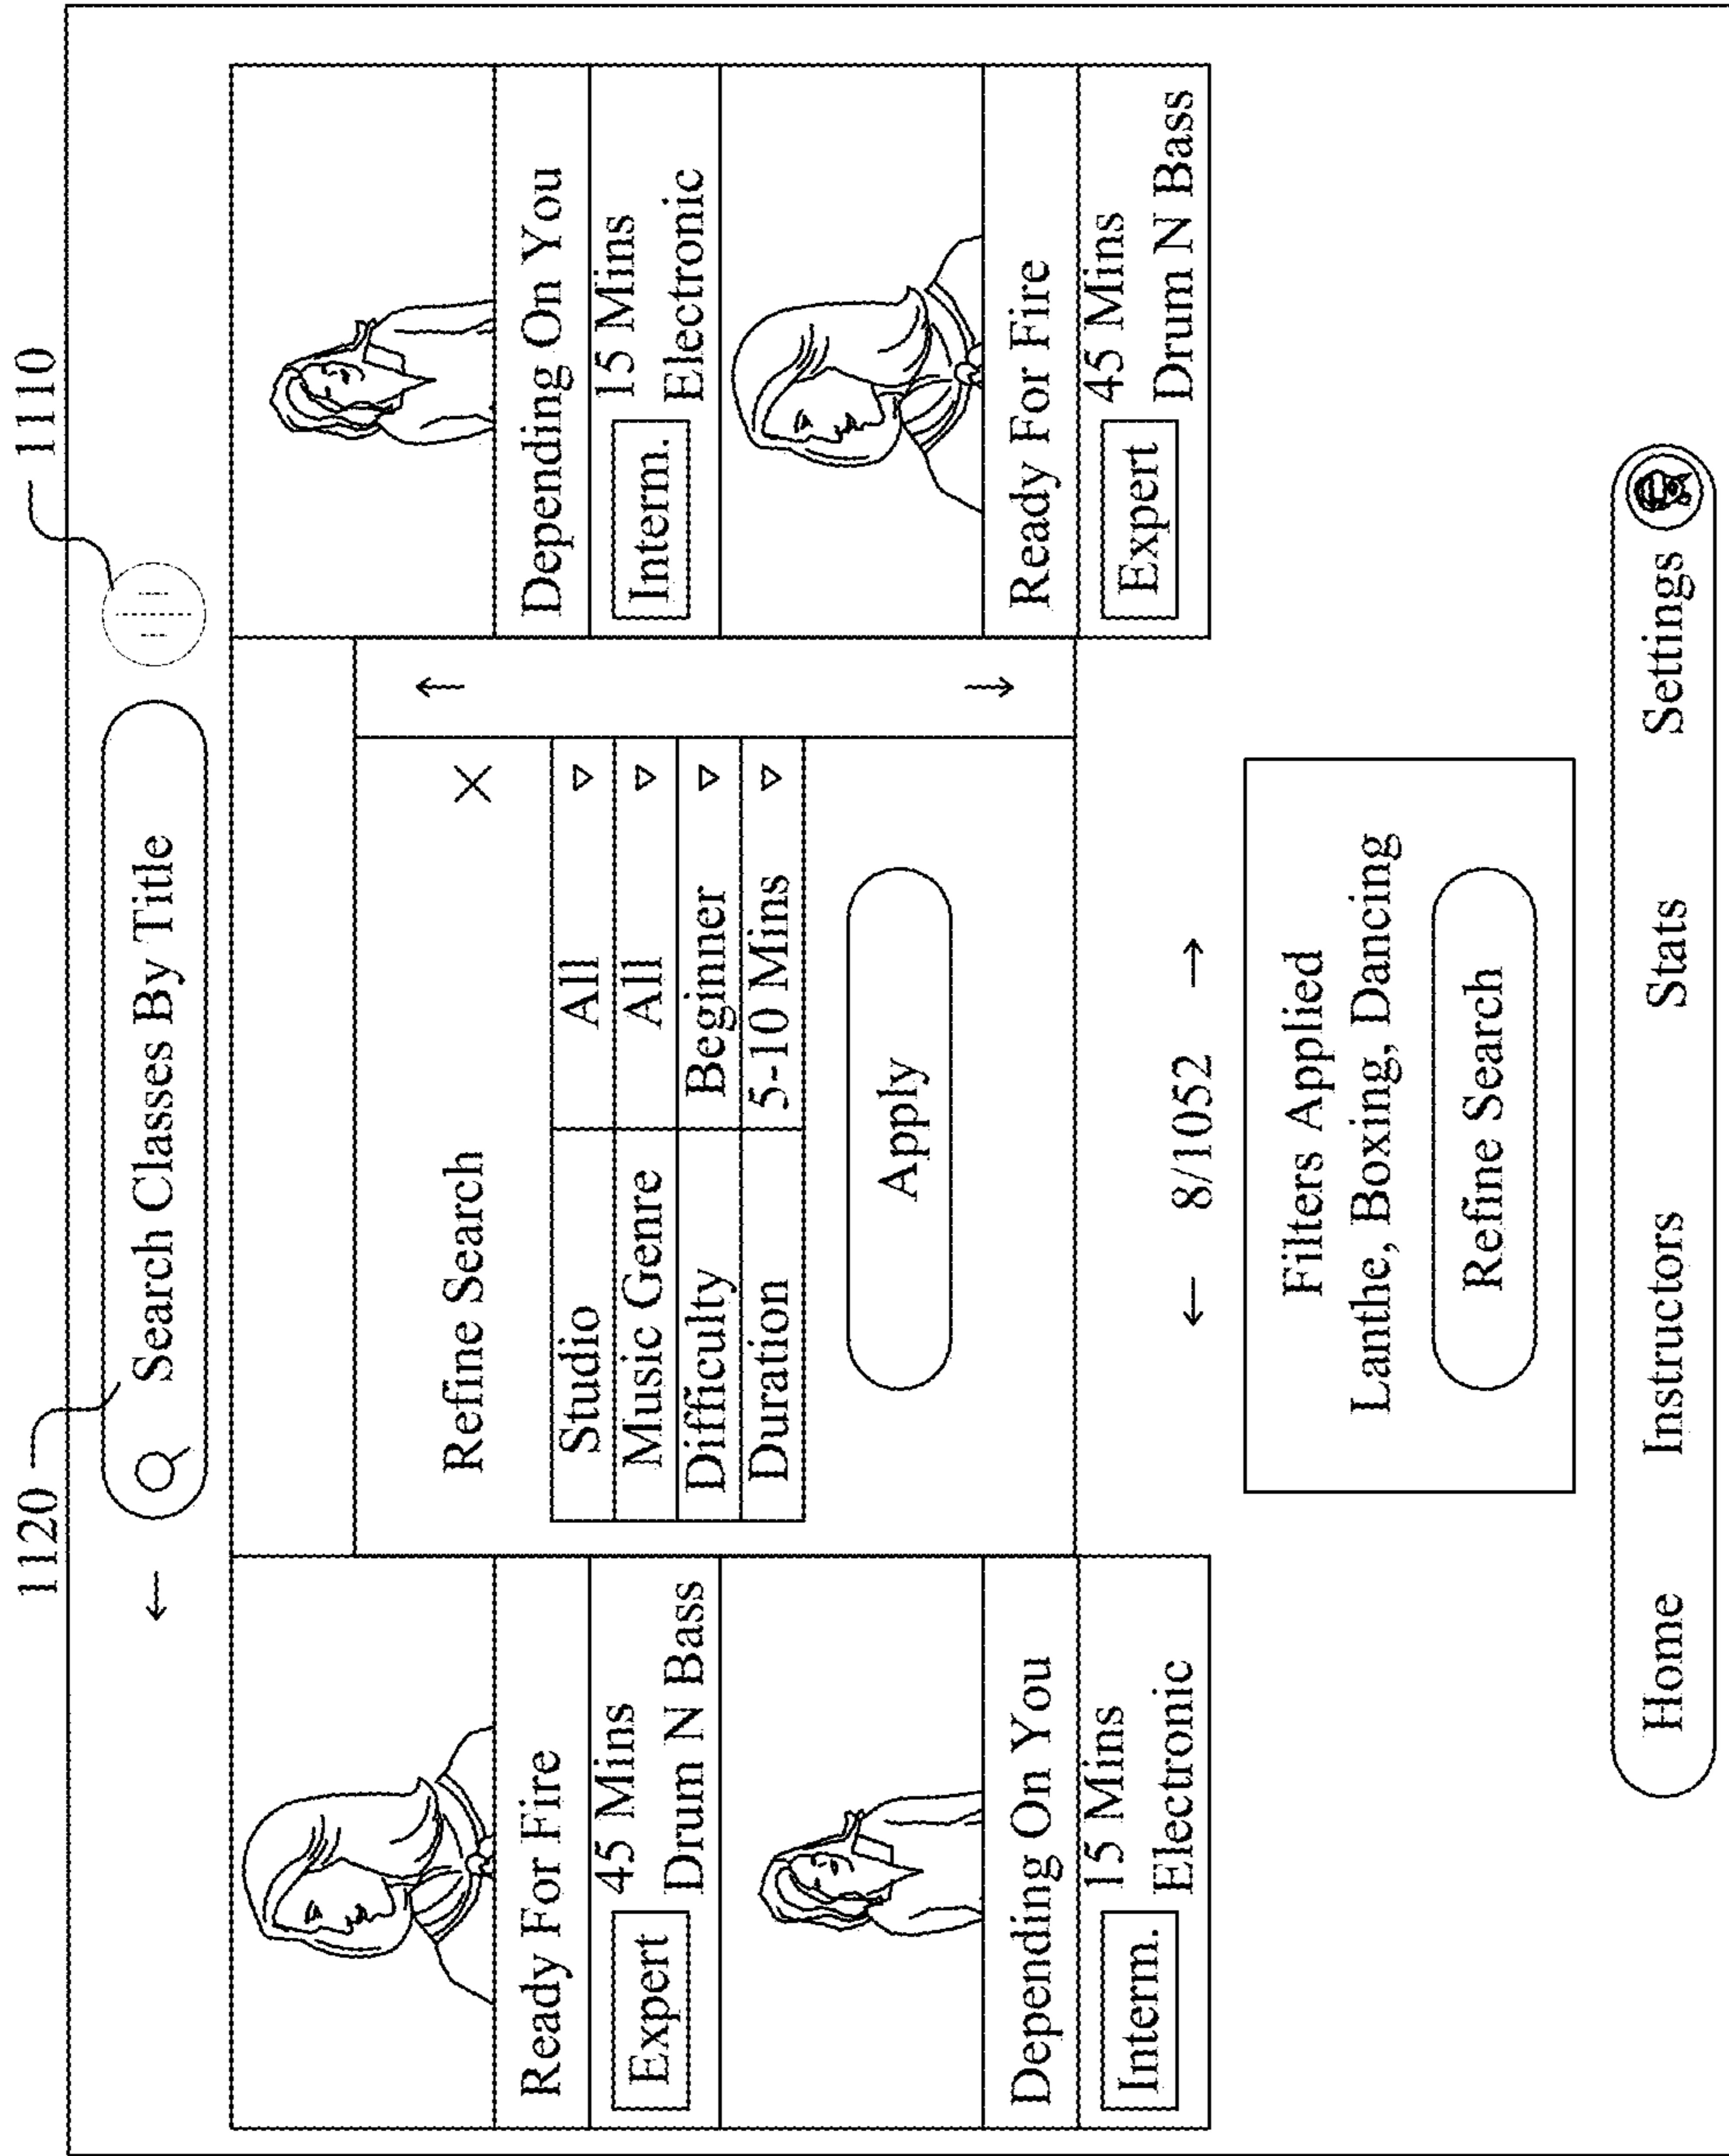 1120
1110
←
Search Classes By Title
Ready For Fire
Expert
45 Mins
Drum N Bass
Depending On You
Interm.
15 Mins
Electronic
Refine Search
Studio All
Music Genre All
Difficulty Beginner
Duration 5-10 Mins
Apply
Depending On You
Interm.
15 Mins
Electronic
Ready For Fire
Expert
45 Mins
Drum N Bass
← 8/1052 →
Filters Applied
Lanthe, Boxing, Dancing
Refine Search
Home Instructors Stats Settings